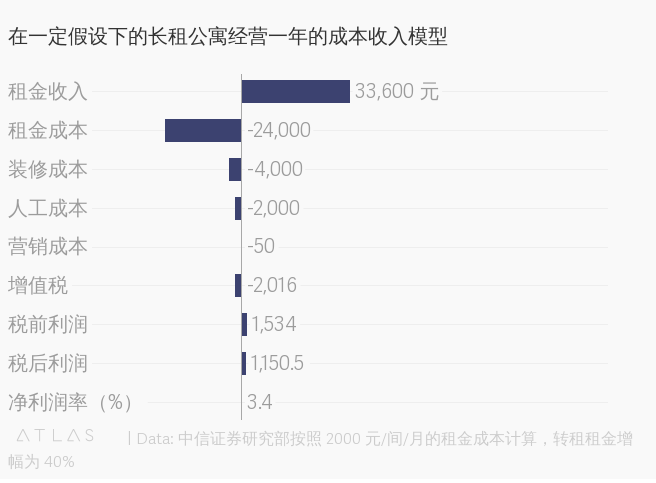 在一定假设下的长租公寓经营一年的成本收入模型
租金收入 33,600 元
租金成本 -24,000
装修成本 -4,000
人工成本 -2,000
营销成本 -50
增值税 -2,016
税前利润 1,534
税后利润 1,150.5
净利润率（%） 3.4
ATLAS | Data: 中信证券研究部按照 2000 元/间/月的租金成本计算，转租租金增
幅为 40%